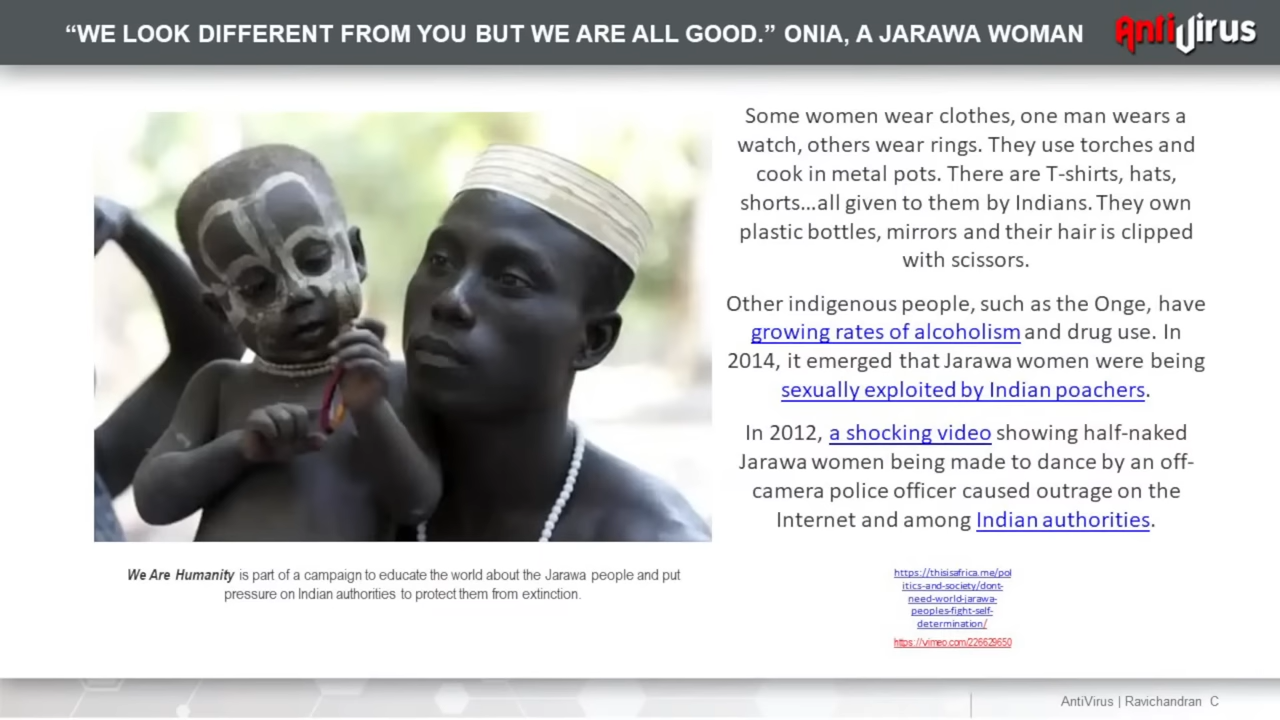 “WE LOOK DIFFERENT FROM YOU BUT WE ARE ALL GOOD.” ONIA, A JARAWA WOMAN
AntiVirus
Some women wear clothes, one man wears a
watch, others wear rings. They use torches and
cook in metal pots. There are T-shirts, hats,
shorts...all given to them by Indians. They own
plastic bottles, mirrors and their hair is clipped
with scissors.
Other indigenous people, such as the Onge, have
growing rates of alcoholism and drug use. In
2014, it emerged that Jarawa women were being
sexually exploited by Indian poachers.
In 2012, a shocking video showing half-naked
Jarawa women being made to dance by an off-
camera police officer caused outrage on the
Internet and among Indian authorities.
We Are Humanity is part of a campaign to educate the world about the Jarawa people and put
pressure on Indian authorities to protect them from extinction.
https://thisisafrica.me/pol
itics-and-society/dont-
need-world-jarawa-
peoples-fight-self-
determination/
https://vimeo.com/226629650
AntiVirus | Ravichandran C